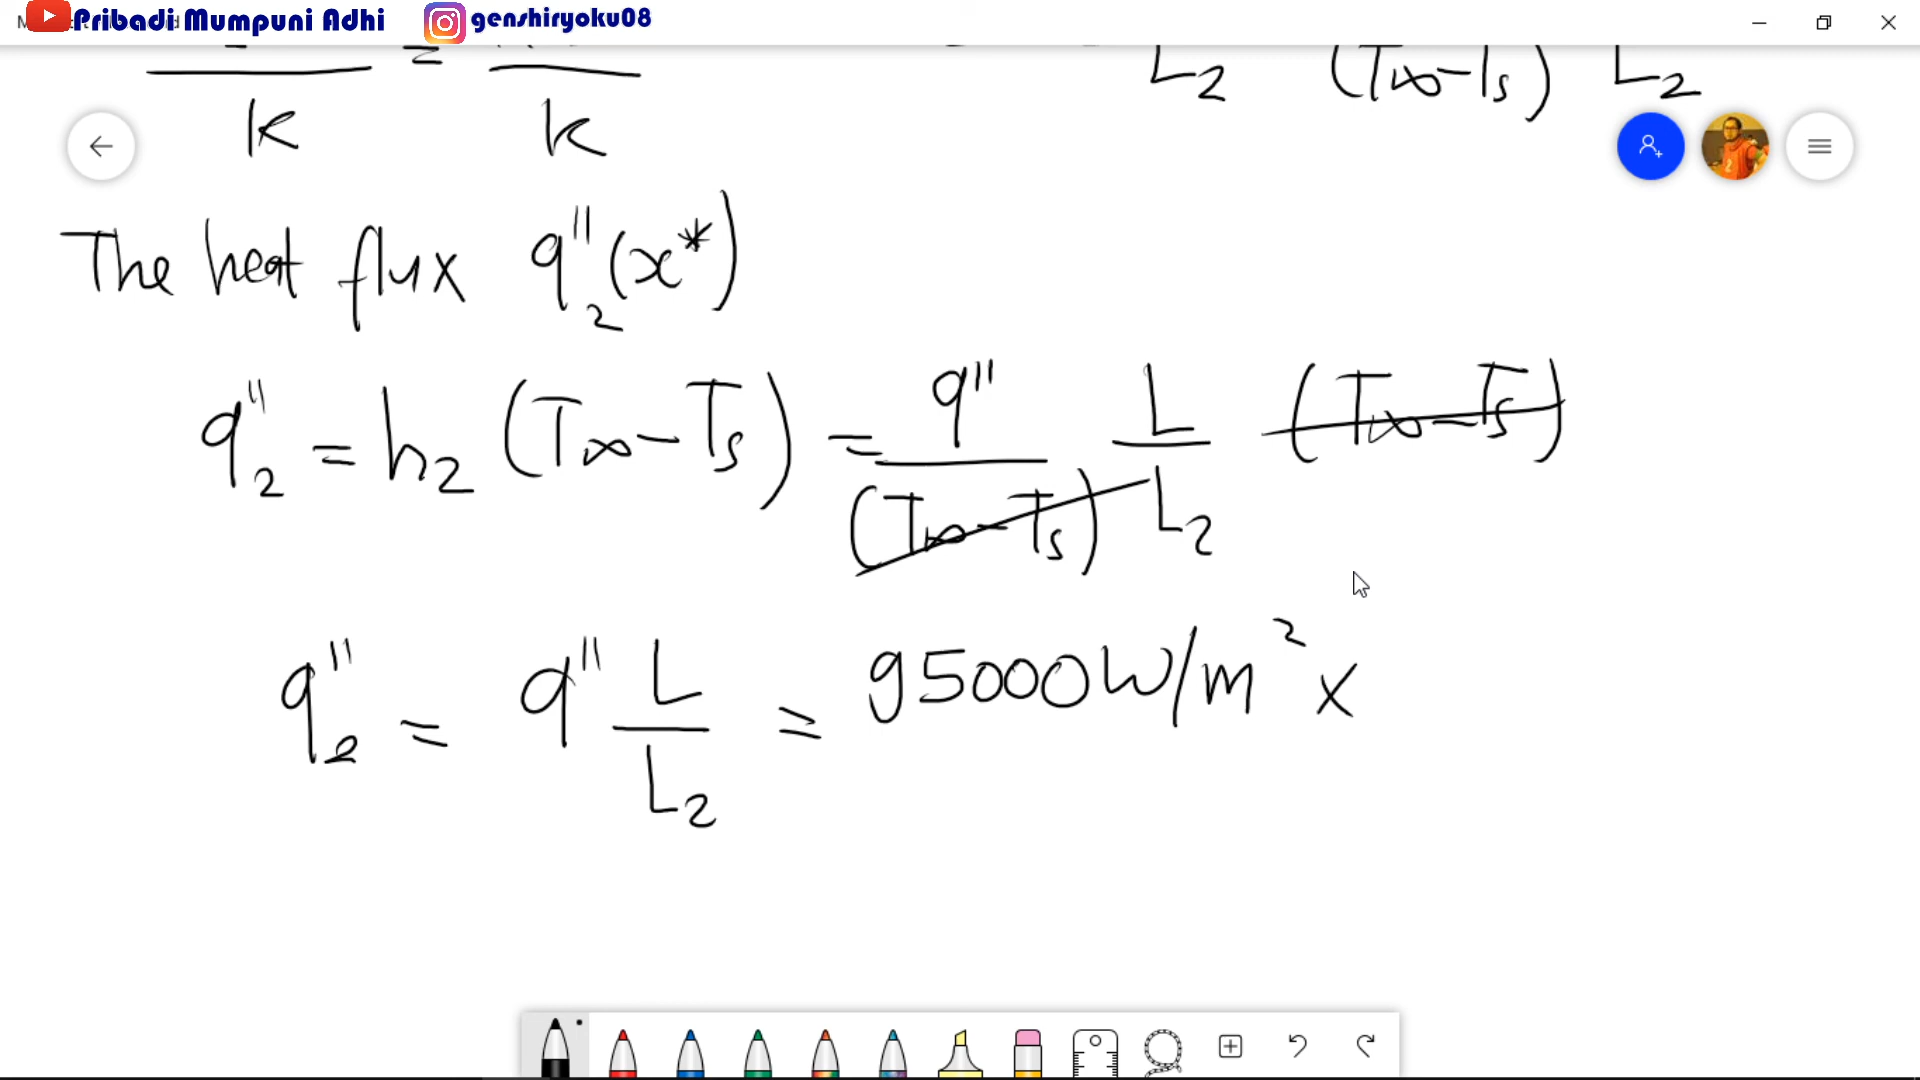 Pribadi Mumpuni Adhi genshiryoku08
= L₂ (T∞-Ts) L₂
k k
The heat flux q''₂(x*)
q''₂ = h₂ (T∞-Ts) = q'' / (T∞-Ts) L / L₂ (T∞-Ts)
q''₂ = q'' L / L₂ = 95000W/m² x